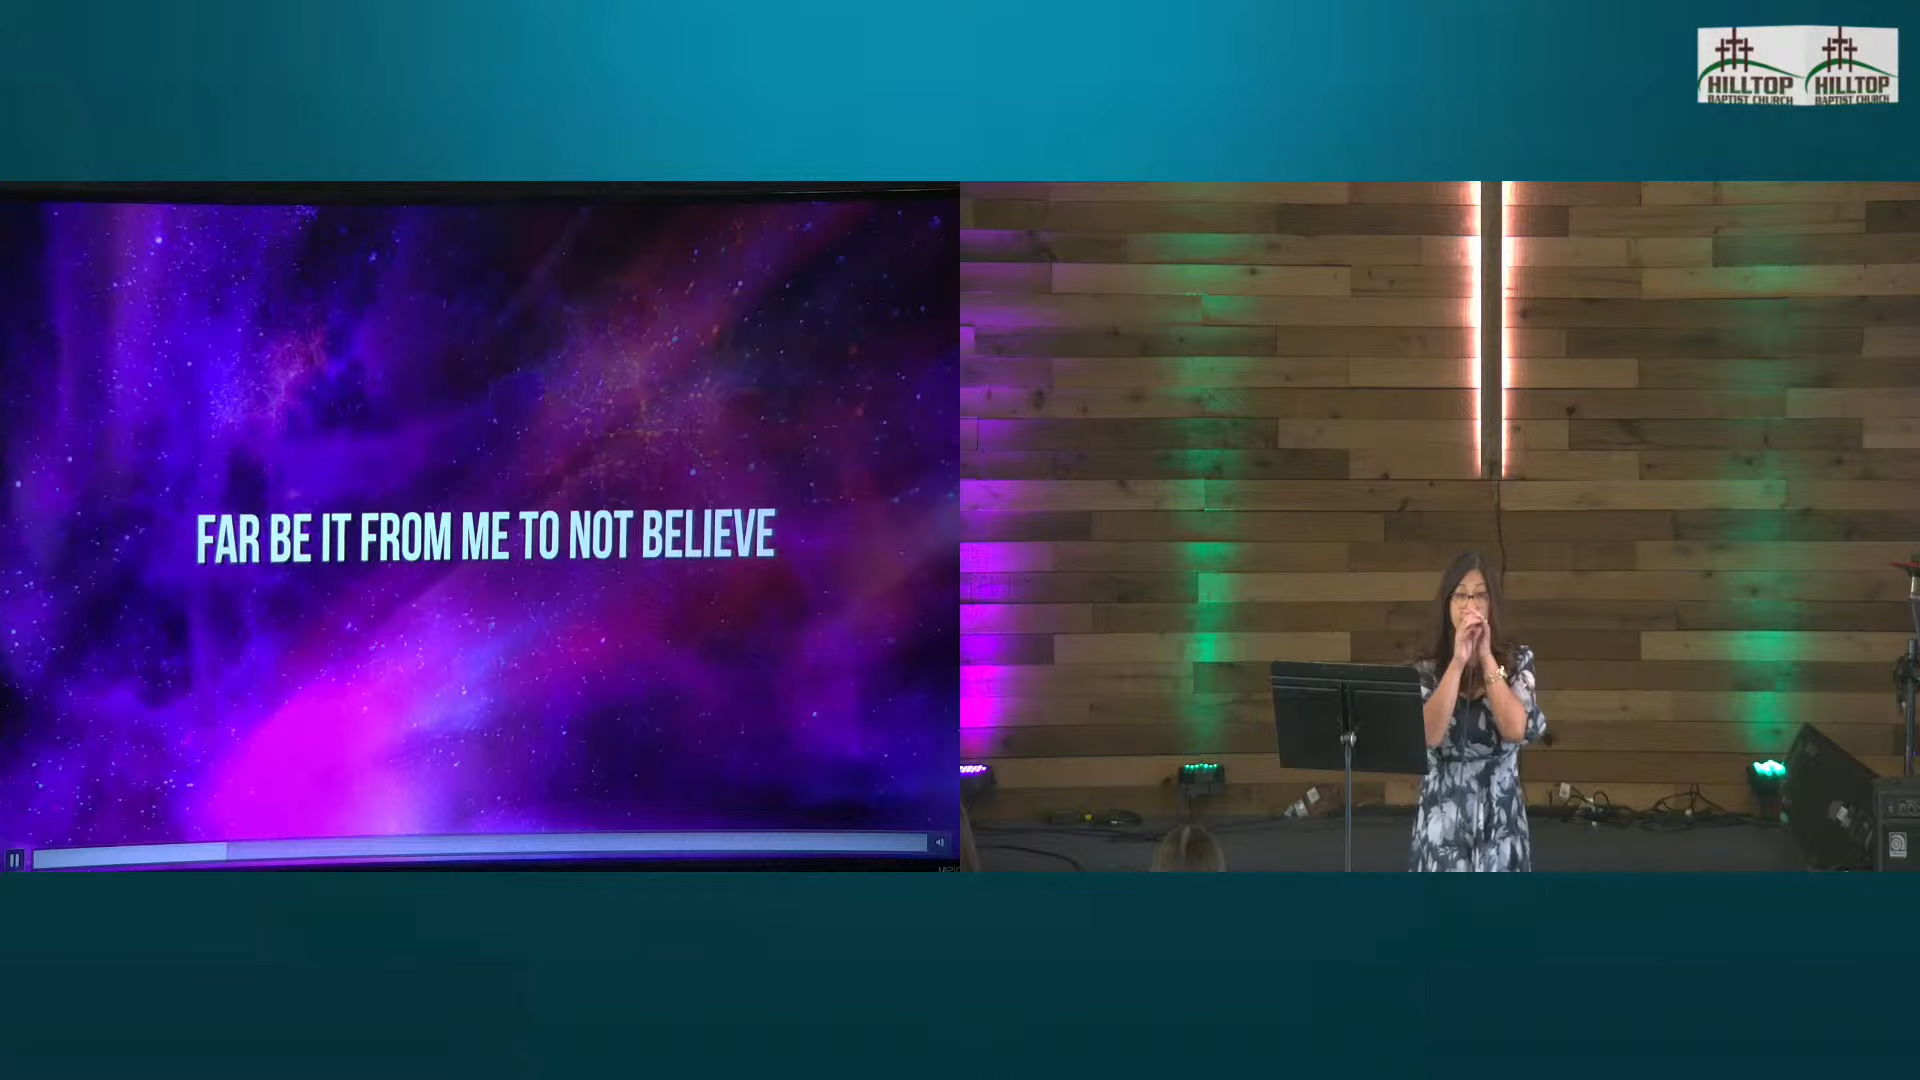 HILLTOP HILLTOP
BAPTIST CHURCH BAPTIST CHURCH
FAR BE IT FROM ME TO NOT BELIEVE